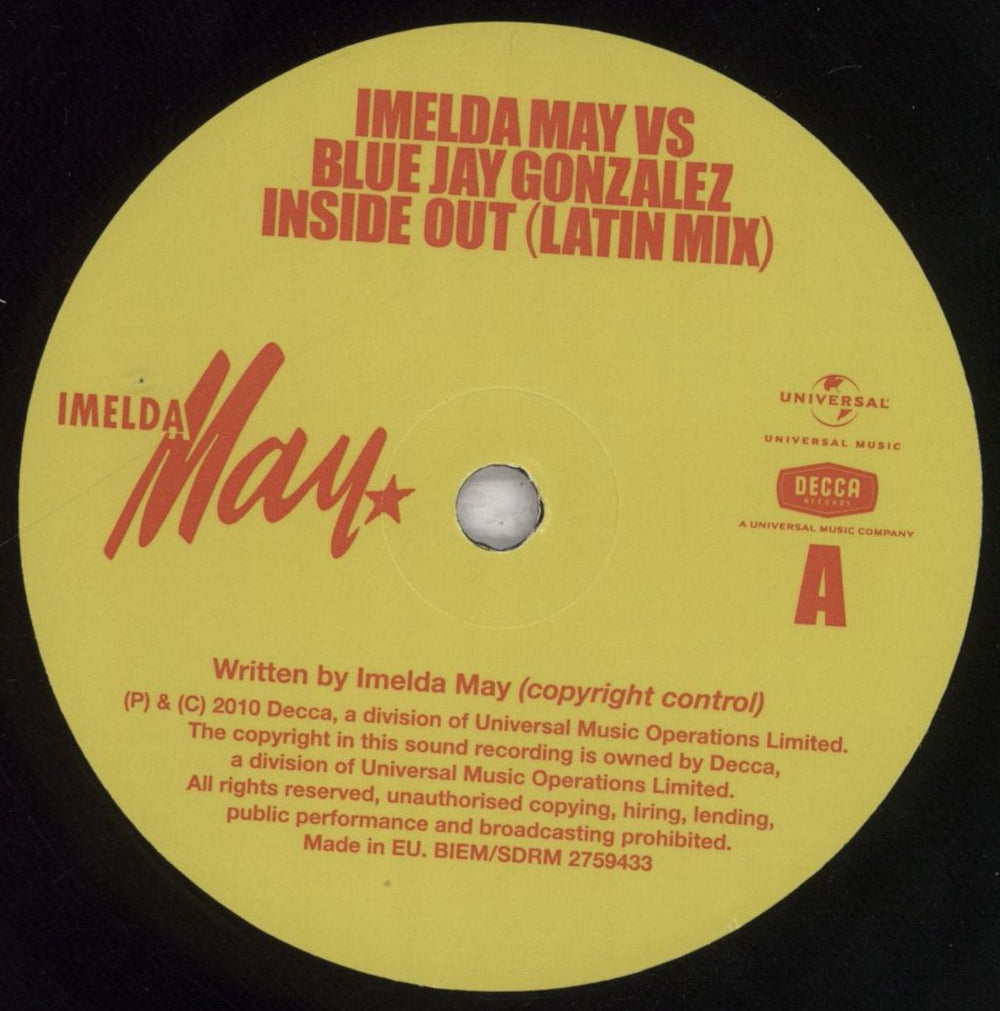 IMELDA MAY VS
BLUE JAY GONZALEZ
INSIDE OUT (LATIN MIX)
IMELDA
May
UNIVERSAL
UNIVERSAL MUSIC
DECCA
RECORDS
A UNIVERSAL MUSIC COMPANY
A
Written by Imelda May (copyright control)
(P) & (C) 2010 Decca, a division of Universal Music Operations Limited.
The copyright in this sound recording is owned by Decca,
a division of Universal Music Operations Limited.
All rights reserved, unauthorised copying, hiring, lending,
public performance and broadcasting prohibited.
Made in EU. BIEM/SDRM 2759433